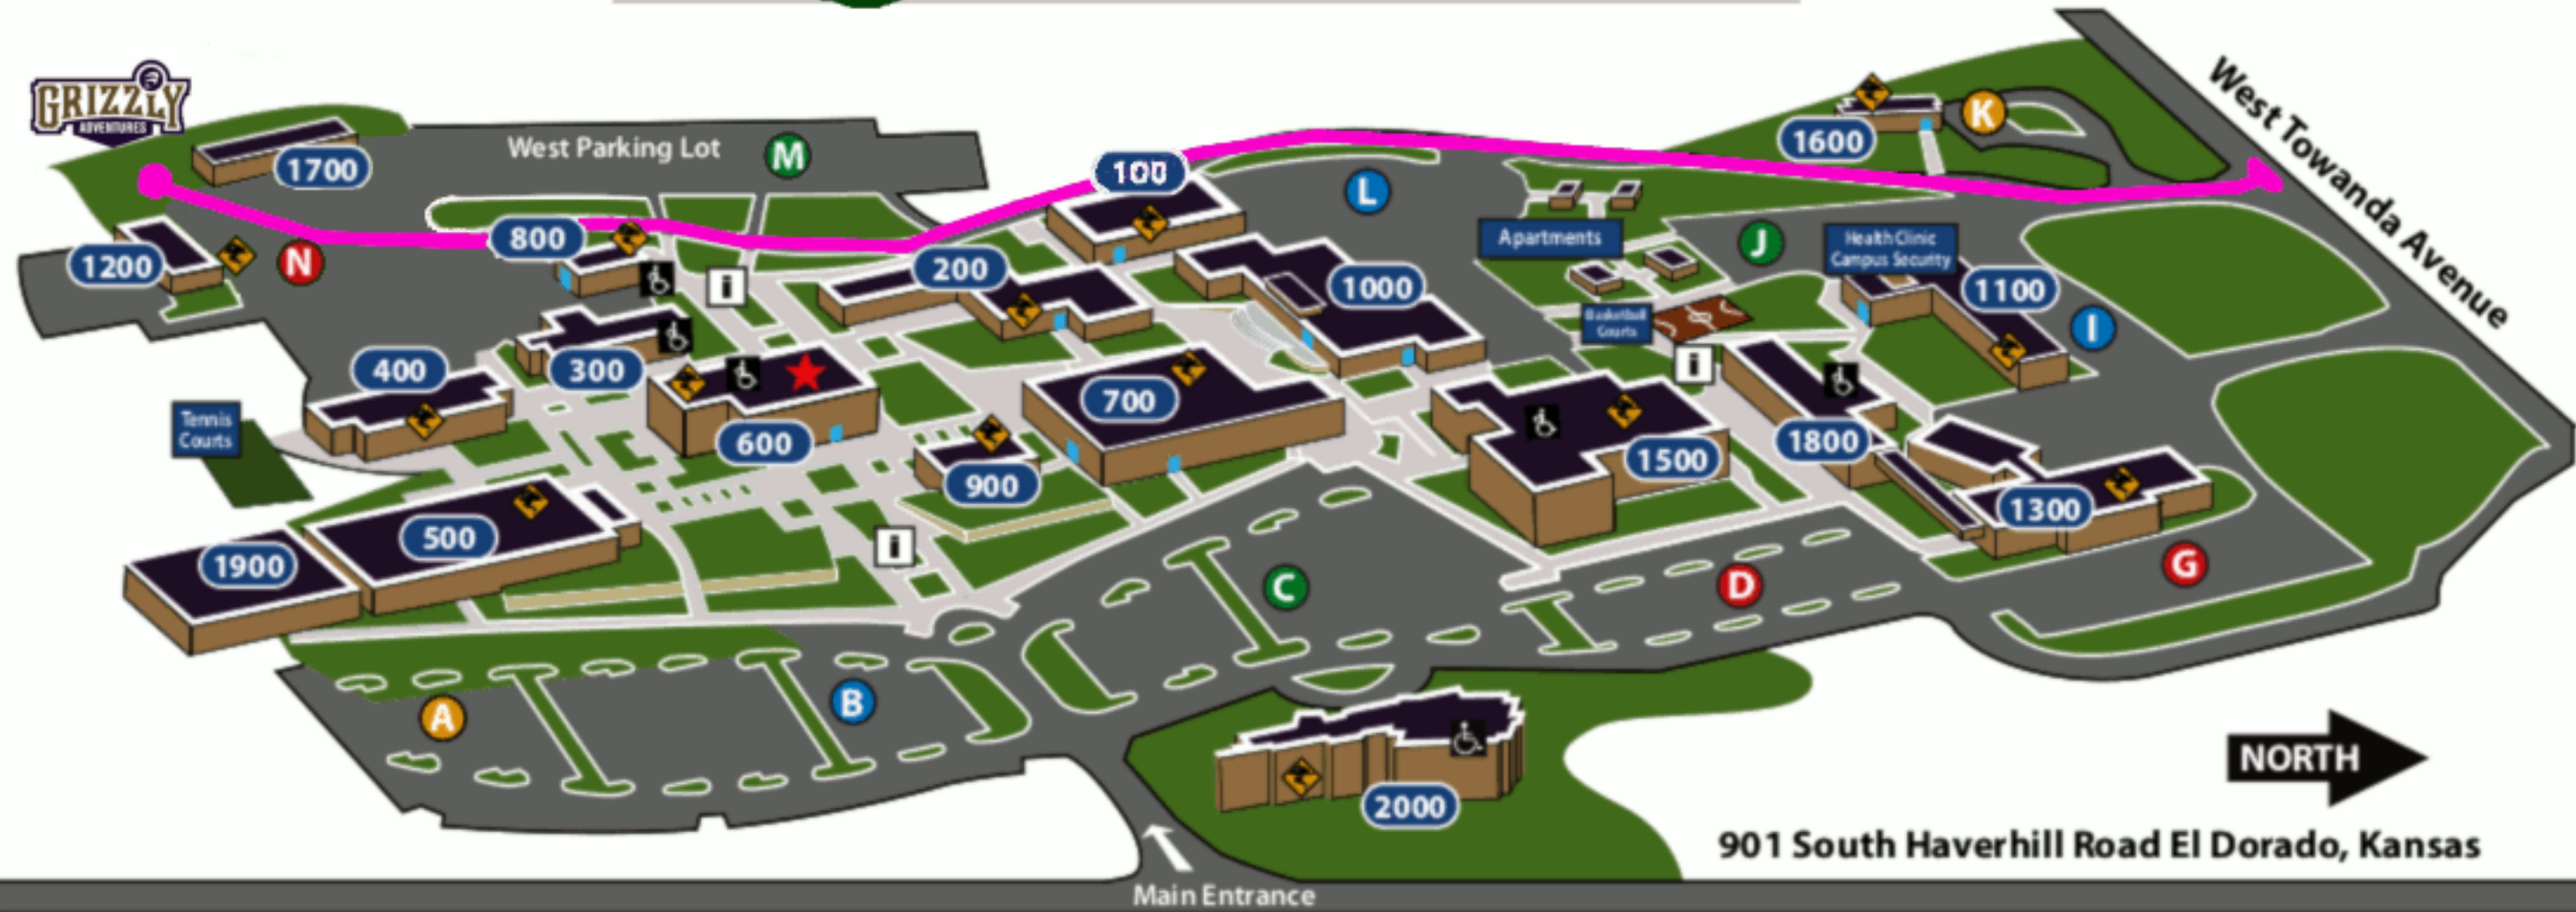 GRIZZLY
ADVENTURES
West Parking Lot
M
1700
100
L
1600
K
West Towanda Avenue
1200
N
800
i
200
1000
Apartments
J
Health Clinic
Campus Security
1100
I
Basketball
Courts
i
400
300
600
700
Tennis
Courts
900
1500
1800
1300
500
1900
i
C
D
G
A
B
2000
NORTH
901 South Haverhill Road El Dorado, Kansas
Main Entrance